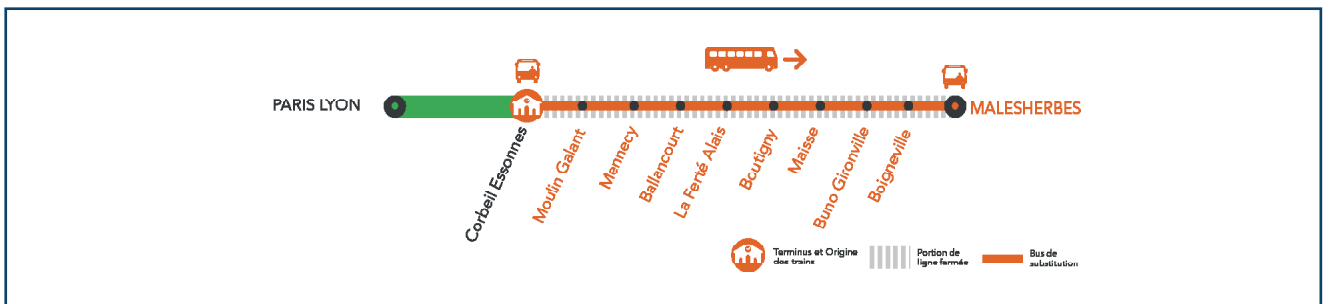 PARIS LYON
Corbeil Essonnes
Moulin Galant
Mennecy
Ballancourt
La Ferté Alais
Boutigny
Maisse
Buno Gironville
Boigneville
MALESHERBES
Terminus et Origine
des trains
Portion de
ligne fermée
Bus de
substitution